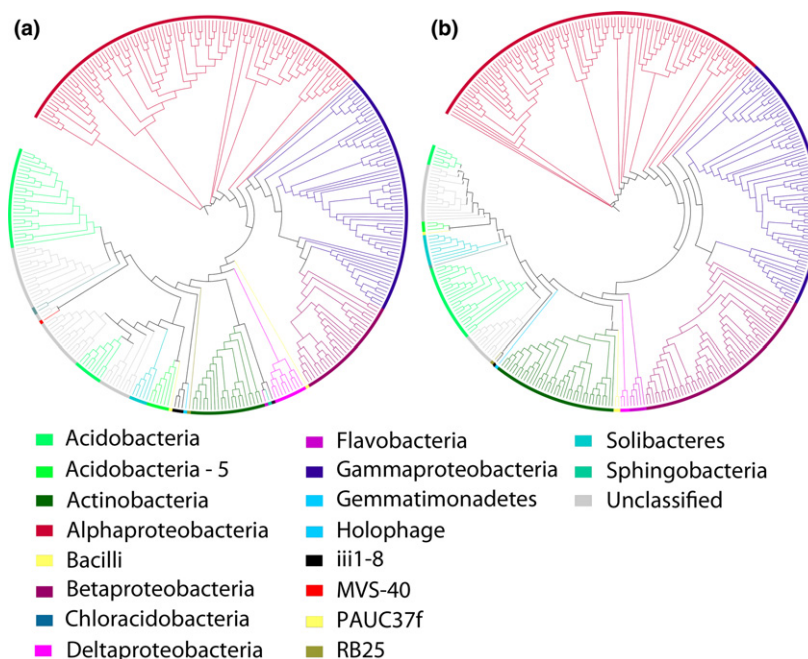 (a)
(b)
Acidobacteria
Acidobacteria - 5
Actinobacteria
Alphaproteobacteria
Bacilli
Betaproteobacteria
Chloracidobacteria
Deltaproteobacteria
Flavobacteria
Gammaproteobacteria
Gemmatimonadetes
Holophage
iii1-8
MVS-40
PAUC37f
RB25
Solibacteres
Sphingobacteria
Unclassified